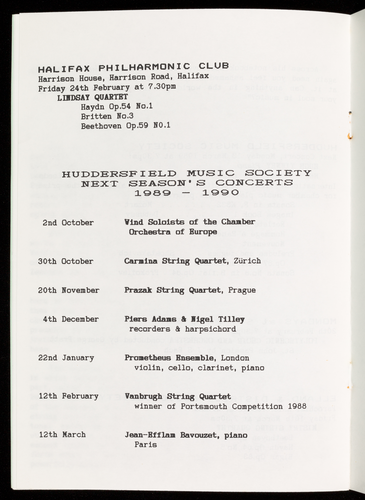 HALIFAX PHILHARMONIC CLUB
Harrison House, Harrison Road, Halifax
Friday 24th February at 7.30pm
LINDSAY QUARTET
Haydn Op.54 No.1
Britten No.3
Beethoven Op.59 NO.1
HUDDERSFIELD MUSIC SOCIETY
NEXT SEASON'S CONCERTS
1989 - 1990
2nd October Wind Soloists of the Chamber
Orchestra of Europe
30th October Carmina String Quartet, Zürich
20th November Prazak String Quartet, Prague
4th December Piers Adams & Nigel Tilley
recorders & harpsichord
22nd January Prometheus Ensemble, London
violin, cello, clarinet, piano
12th February Vanbrugh String Quartet
winner of Portsmouth Competition 1988
12th March Jean-Efflam Bavouzet, piano
Paris